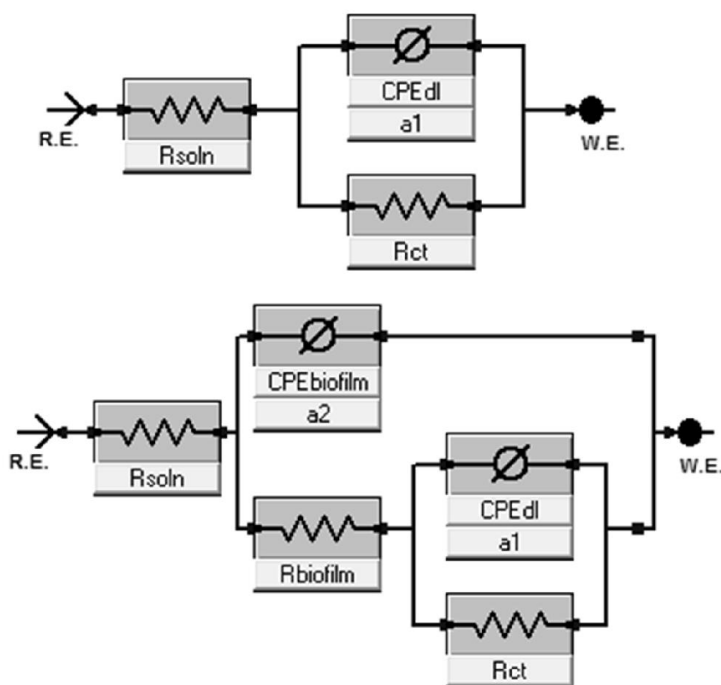 CPEdl
a1
R.E.
Rsoln
W.E.
Rct
CPEbiofilm
a2
R.E.
Rsoln
CPEdl
a1
W.E.
Rbiofilm
Rct